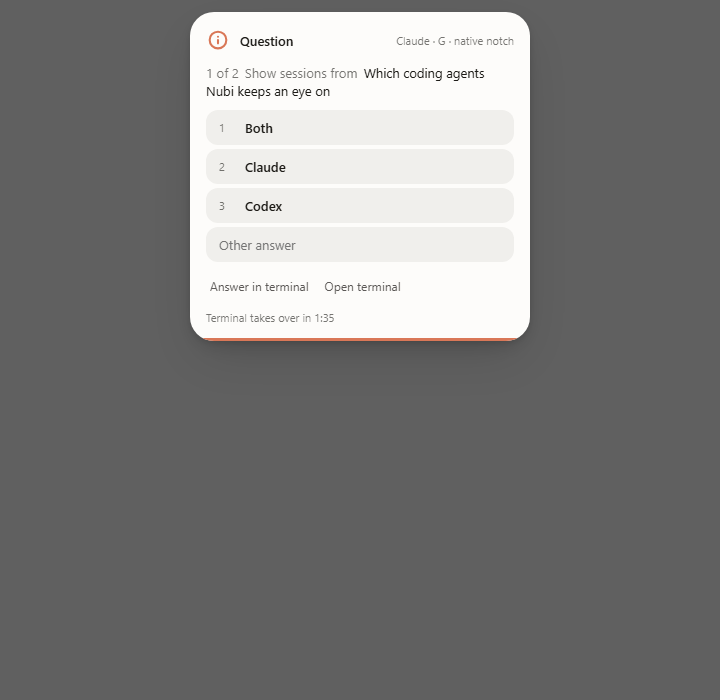 Question
Claude · G · native notch
1 of 2 Show sessions from Which coding agents
Nubi keeps an eye on
1 Both
2 Claude
3 Codex
Other answer
Answer in terminal Open terminal
Terminal takes over in 1:35